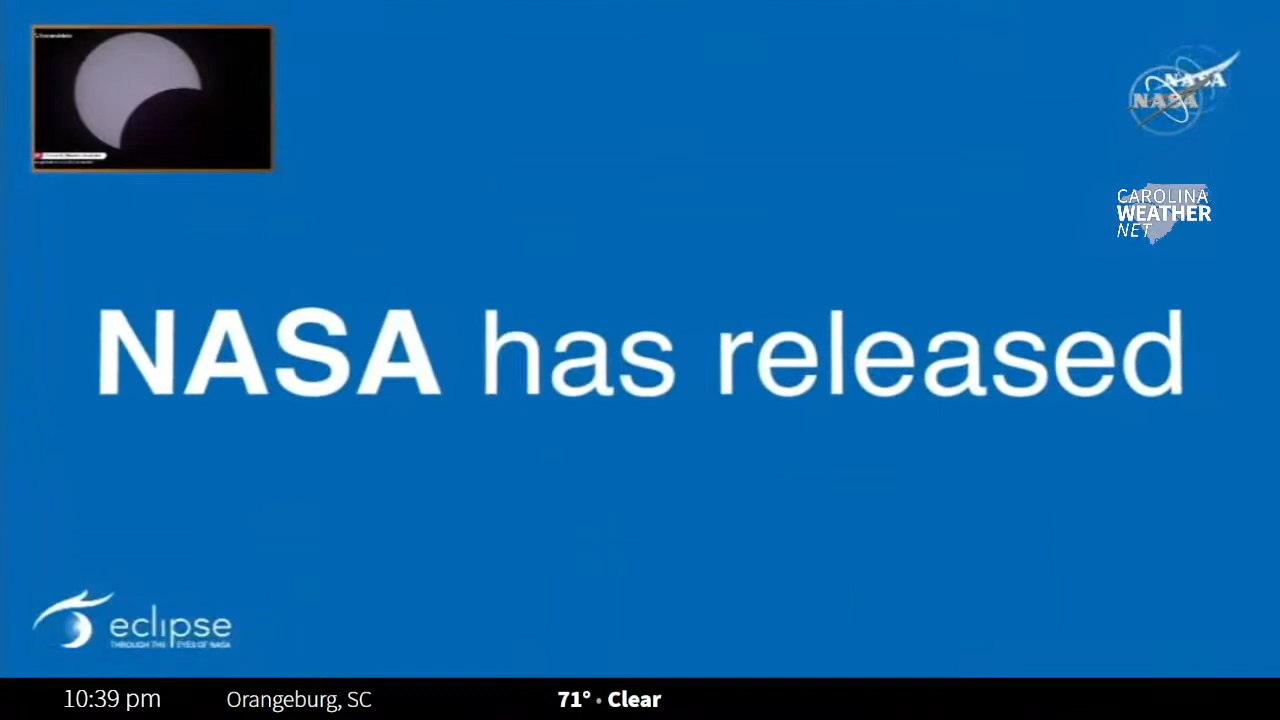 NASA
NASA
CAROLINA
WEATHER
NET
NASA has released
eclipse
THROUGH THE EYES OF NASA
10:39 pm Orangeburg, SC 71° • Clear